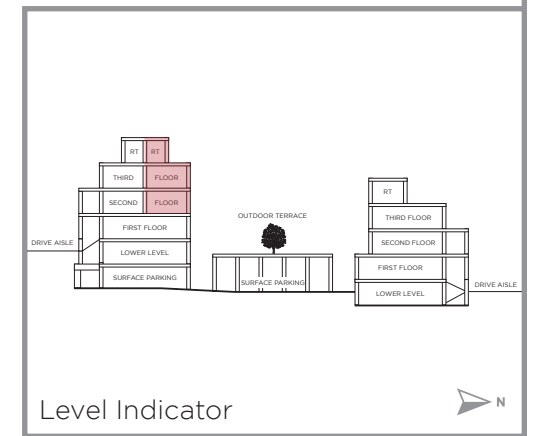 RT RT
THIRD FLOOR
SECOND FLOOR
FIRST FLOOR
DRIVE AISLE
LOWER LEVEL
SURFACE PARKING
OUTDOOR TERRACE
SURFACE PARKING
RT
THIRD FLOOR
SECOND FLOOR
FIRST FLOOR
LOWER LEVEL
DRIVE AISLE
Level Indicator
N